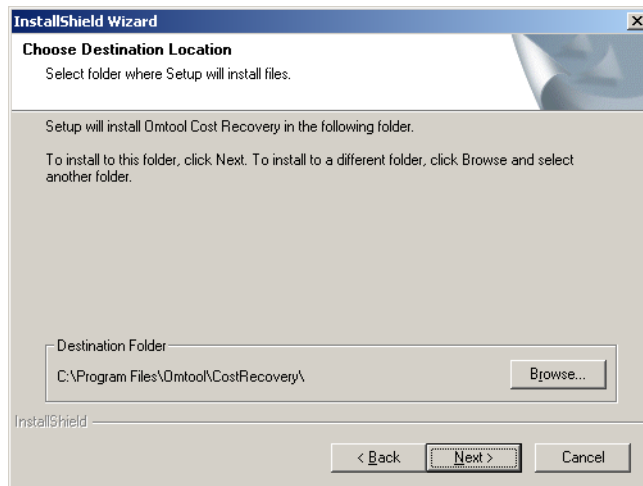 InstallShield Wizard
Choose Destination Location
Select folder where Setup will install files.
Setup will install Omtool Cost Recovery in the following folder.
To install to this folder, click Next. To install to a different folder, click Browse and select
another folder.
Destination Folder
C:\Program Files\Omtool\CostRecovery\
Browse...
InstallShield
< Back
Next >
Cancel